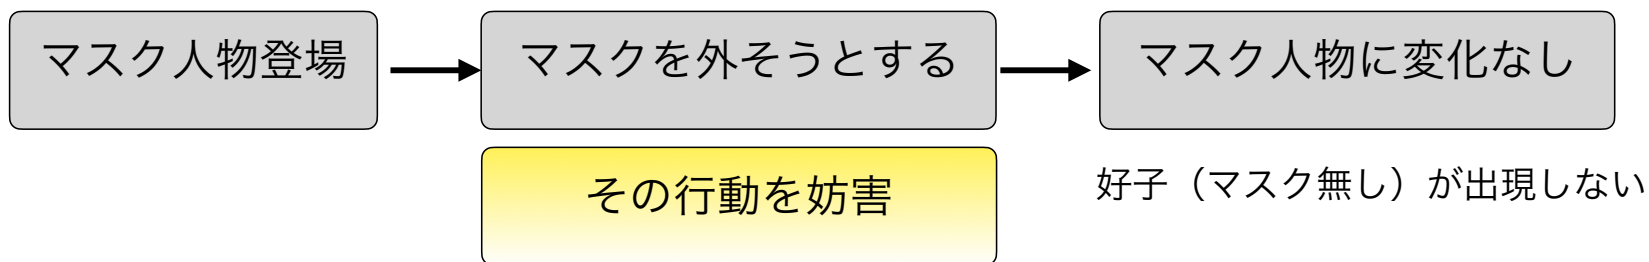 マスク人物登場
マスクを外そうとする
マスク人物に変化なし
その行動を妨害
好子（マスク無し）が出現しない